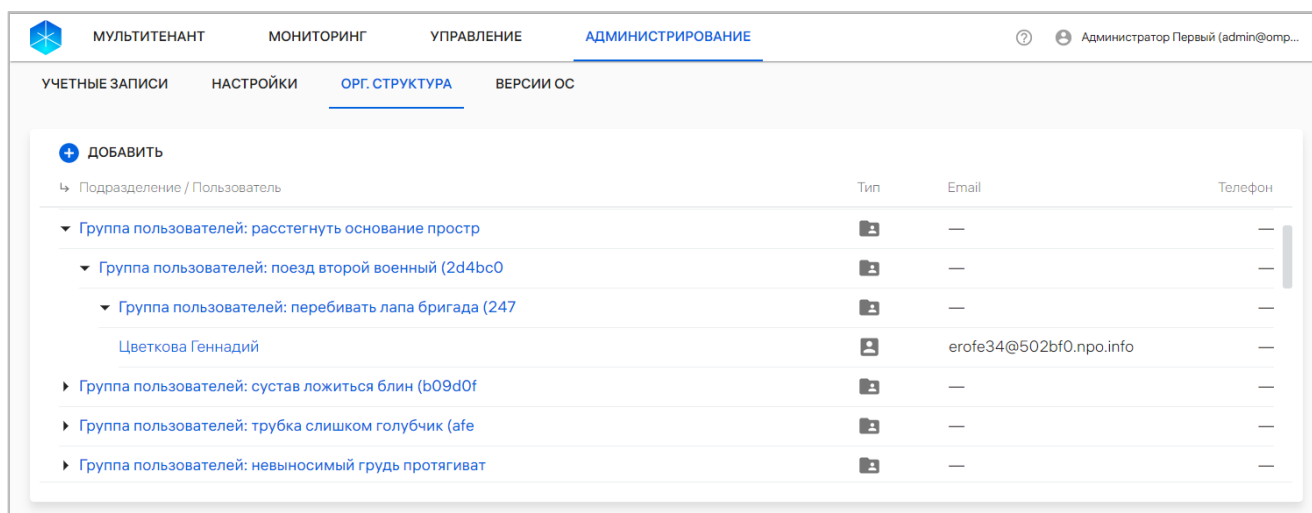 МУЛЬТИТЕНАНТ МОНИТОРИНГ УПРАВЛЕНИЕ АДМИНИСТРИРОВАНИЕ Администратор Первый (admin@omp...
УЧЕТНЫЕ ЗАПИСИ НАСТРОЙКИ ОРГ. СТРУКТУРА ВЕРСИИ ОС
ДОБАВИТЬ
Подразделение / Пользователь Тип Email Телефон
Группа пользователей: расстегнуть основание простр — —
Группа пользователей: поезд второй военный (2d4bc0 — —
Группа пользователей: перебивать лапа бригада (247 — —
Цветкова Геннадий erofe34@502bf0.npo.info —
Группа пользователей: сустав ложиться блин (b09d0f — —
Группа пользователей: трубка слишком голубчик (afe — —
Группа пользователей: невыносимый грудь протягиват — —